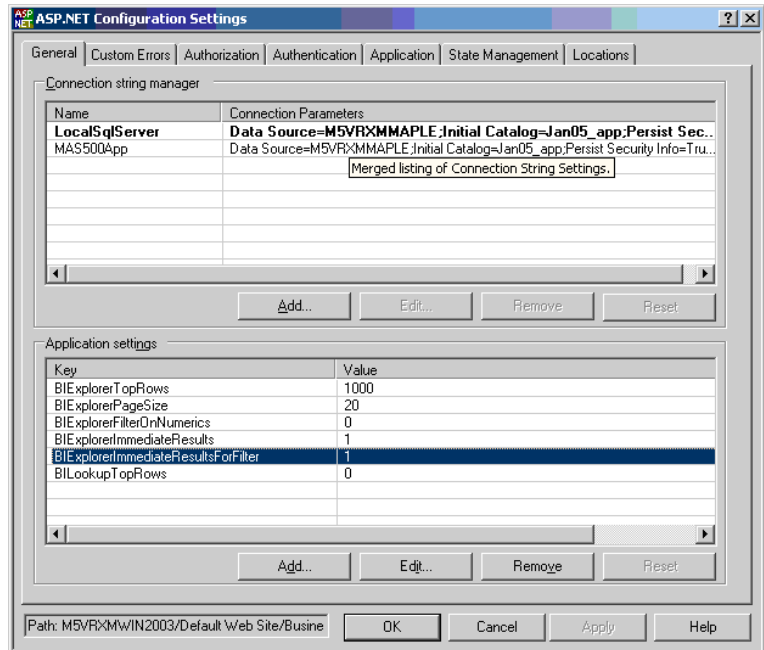 ASP.NET ASP.NET Configuration Settings
General Custom Errors Authorization Authentication Application State Management Locations
Connection string manager
Name Connection Parameters
LocalSqlServer Data Source=M5VRXMMAPLE;Initial Catalog=Jan05_app;Persist Sec..
MAS500App Data Source=M5VRXMMAPLE;Initial Catalog=Jan05_app;Persist Security Info=Tru...
Merged listing of Connection String Settings.
Add... Edit... Remove Reset
Application settings
Key Value
BIExplorerTopRows 1000
BIExplorerPageSize 20
BIExplorerFilterOnNumerics 0
BIExplorerImmediateResults 1
BIExplorerImmediateResultsForFilter 1
BILookupTopRows 0
Add... Edit... Remove Reset
Path: M5VRXMWIN2003/Default Web Site/Busine OK Cancel Apply Help